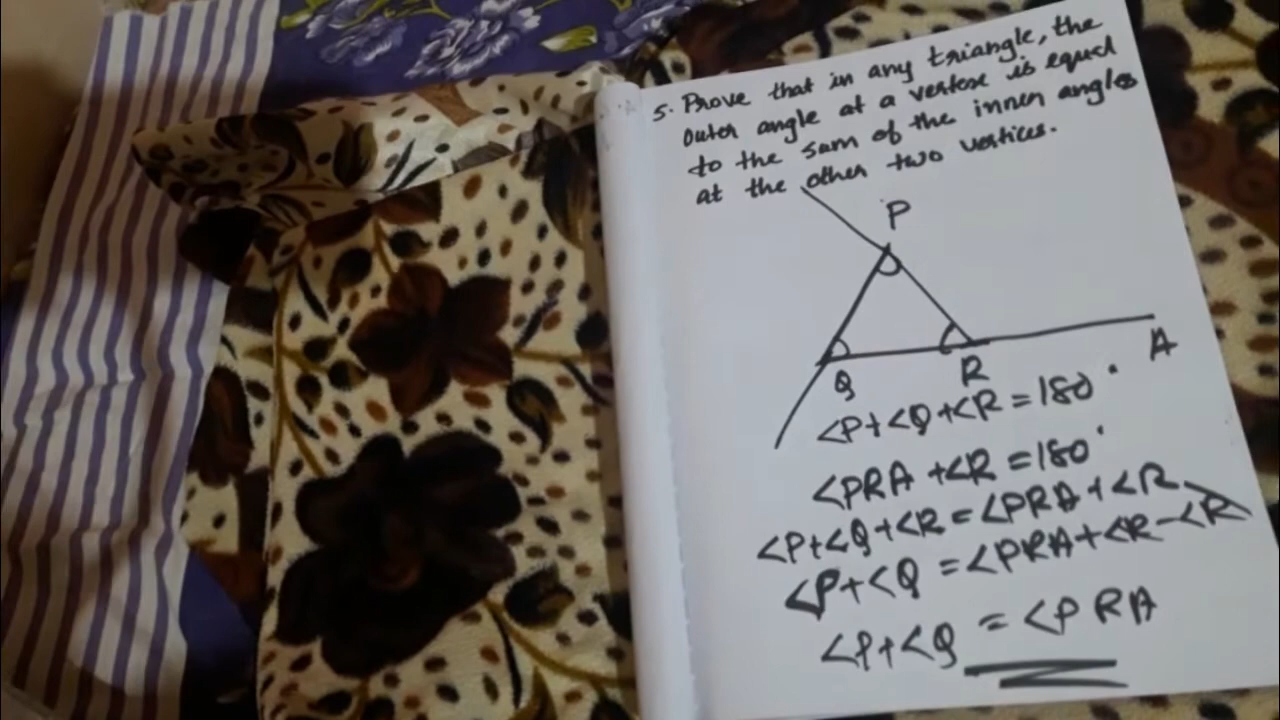 5. Prove that in any triangle, the
outer angle at a vertex is equal
to the sum of the inner angles
at the other two vertices.
P
Q
R
A
<P+<Q+<R=180°
<PRA+<R=180°
<P+<Q+<R=<PRA+<R
<P+<Q=<PRA+<R-<R
<P+<Q=<PRA